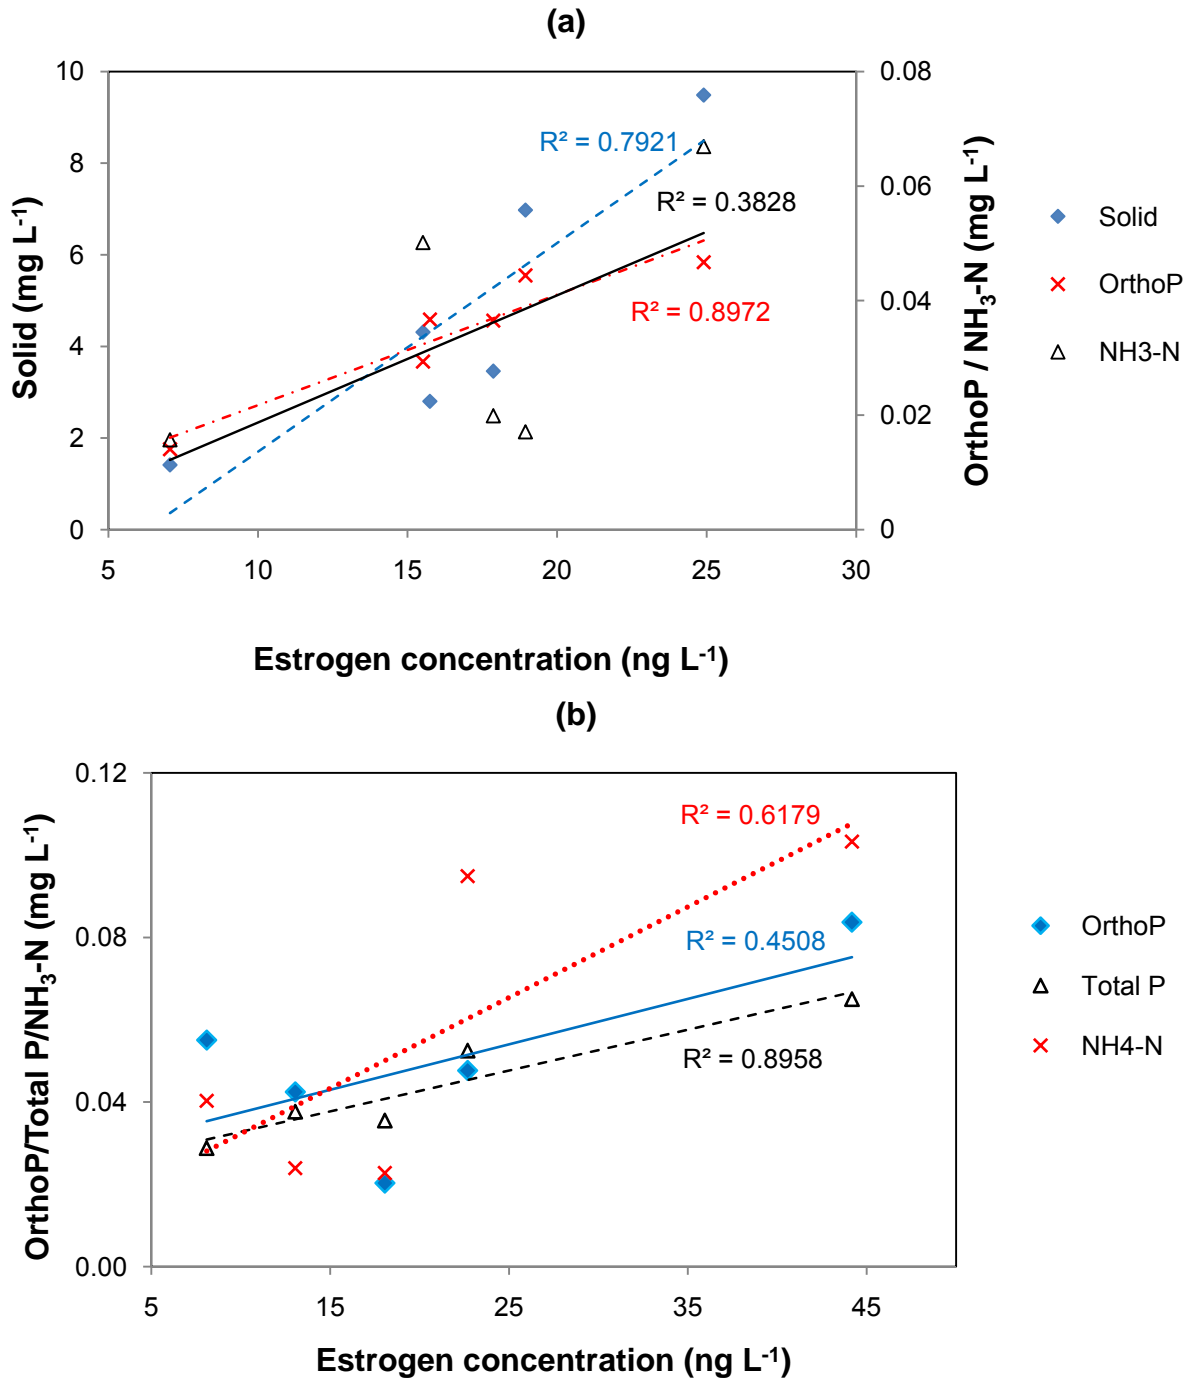 (a)
10
8
6
4
2
0
Solid (mg L⁻¹)
0.08
0.06
0.04
0.02
0
OrthoP / NH₃-N (mg L⁻¹)
R² = 0.7921
R² = 0.3828
R² = 0.8972
Solid
OrthoP
NH3-N
5 10 15 20 25 30
Estrogen concentration (ng L⁻¹)
(b)
0.12
0.08
0.04
0.00
OrthoP/Total P/NH₃-N (mg L⁻¹)
R² = 0.6179
R² = 0.4508
R² = 0.8958
OrthoP
Total P
NH4-N
5 15 25 35 45
Estrogen concentration (ng L⁻¹)